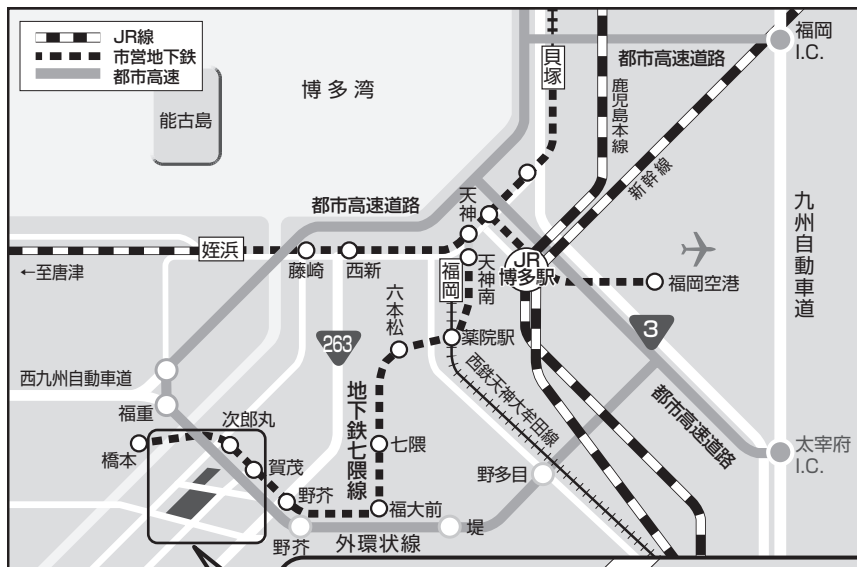 JR線
市営地下鉄
都市高速
博多湾
能古島
貝塚
都市高速道路
福岡
I.C.
鹿児島本線
新幹線
九州自動車道
都市高速道路
天神
姪浜
藤崎
西新
←至唐津
福岡
天神南
JR
博多駅
福岡空港
六本松
263
薬院駅
3
西九州自動車道
福重
地下鉄七隈線
西鉄天神大牟田線
都市高速道路
次郎丸
橋本
賀茂
七隈
野芥
福大前
野多目
太宰府
I.C.
野芥
外環状線
堤